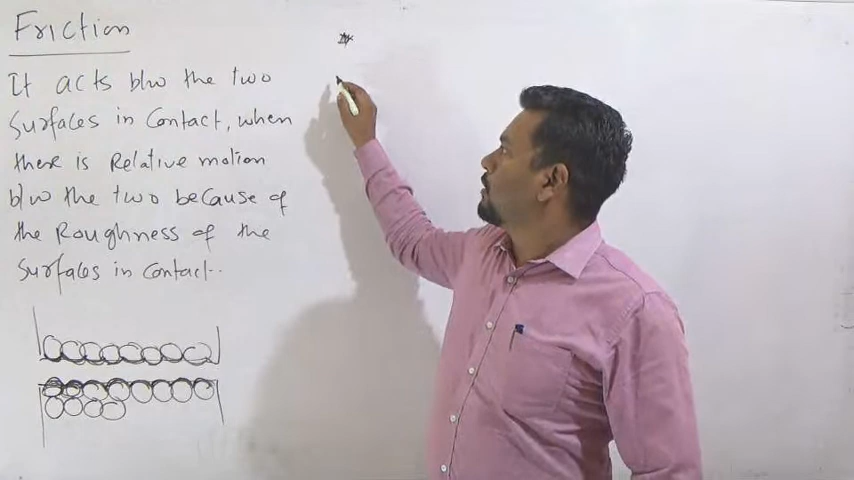 Friction
It acts b/w the two
Surfaces in Contact, when
there is Relative motion
b/w the two because of
the Roughness of the
Surfaces in Contact..